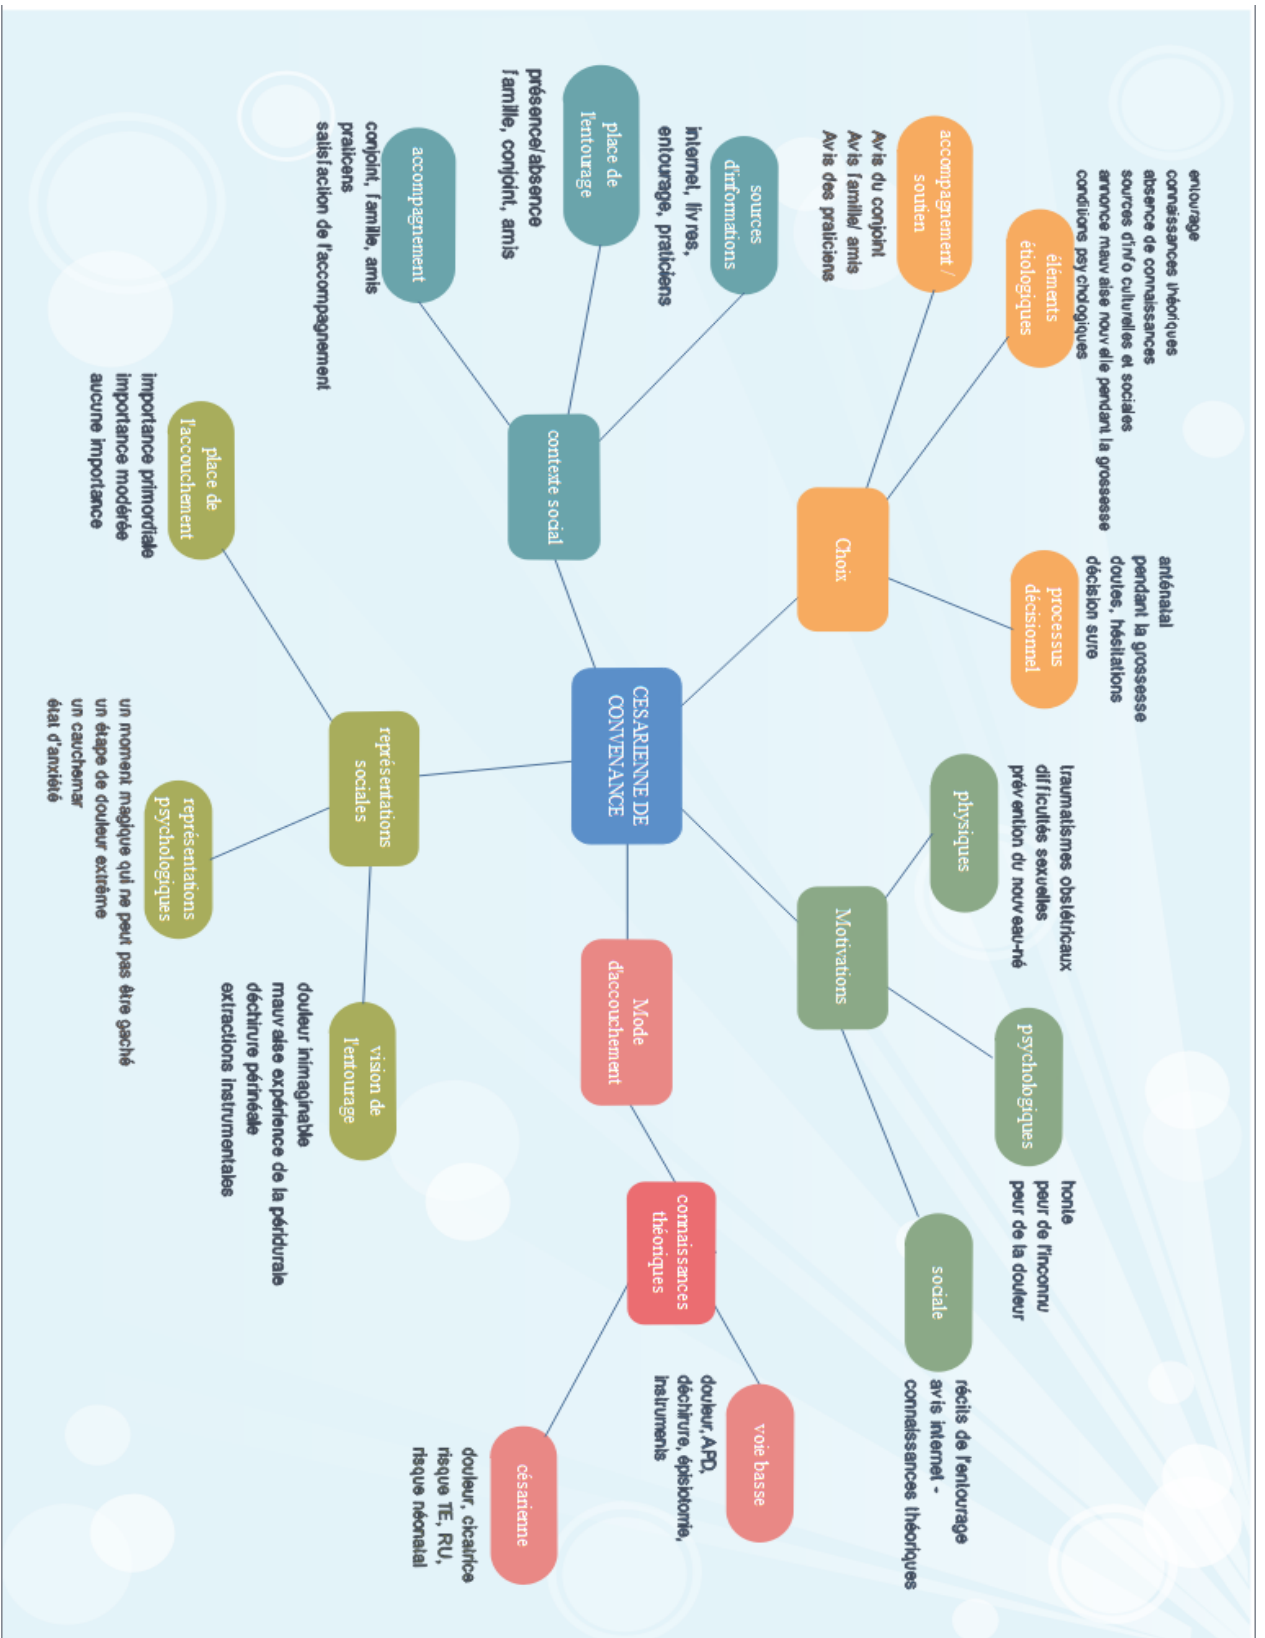 entourage
connaissances théoriques
absence de connaissances
sources d'info culturelles et sociales
annonce mauvaise nouvelle pendant la grossesse
conditions psychologiques
éléments
étiologiques
accompagnement /
soutien
Avis du conjoint
Avis famille/ amis
Avis des praticiens
anténatal
pendant la grossesse
doutes, hésitations
décision sure
processus
décisionnel
Choix
traumatismes obstétricaux
difficultés sexuelles
prévention du nouveau-né
physiques
psychologiques
honte
peur de l'inconnu
peur de la douleur
Motivations
sociale
récits de l'entourage
avis internet -
connaissances théoriques
sources
d'informations
internet, livres,
entourage, praticiens
place de
l'entourage
présence/absence
famille, conjoint, amis
accompagnement
conjoint, famille, amis
praticens
satisfaction de l'accompagnement
contexte social
CESARIENNE DE
CONVENANCE
Mode
d'accouchement
connaissances
théoriques
voie basse
douleur, APD,
déchirure, épisiotomie,
instruments
césarienne
douleur, cicatrice
risque TE, RU,
risque néonatal
représentations
sociales
place de
l'accouchement
importance primordiale
importance modérée
aucune importance
représentations
psychologiques
un moment magique qui ne peut pas être gaché
un étape de douleur extrême
un cauchemar
état d'anxiété
vision de
l'entourage
douleur inimaginable
mauvaise expérience de la péridurale
déchirure périnéale
extractions instrumentales